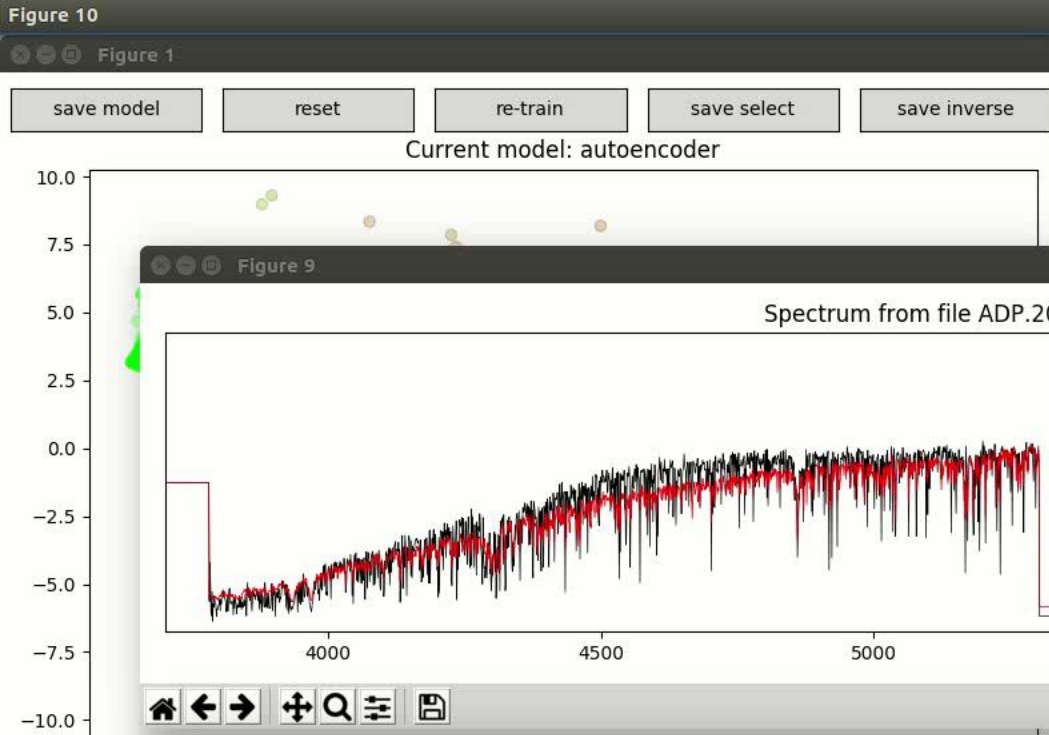 Figure 10
Figure 1
save model
reset
re-train
save select
save inverse
Current model: autoencoder
10.0
7.5
Figure 9
5.0
Spectrum from file ADP.20
2.5
0.0
−2.5
−5.0
−7.5
4000
4500
5000
−10.0